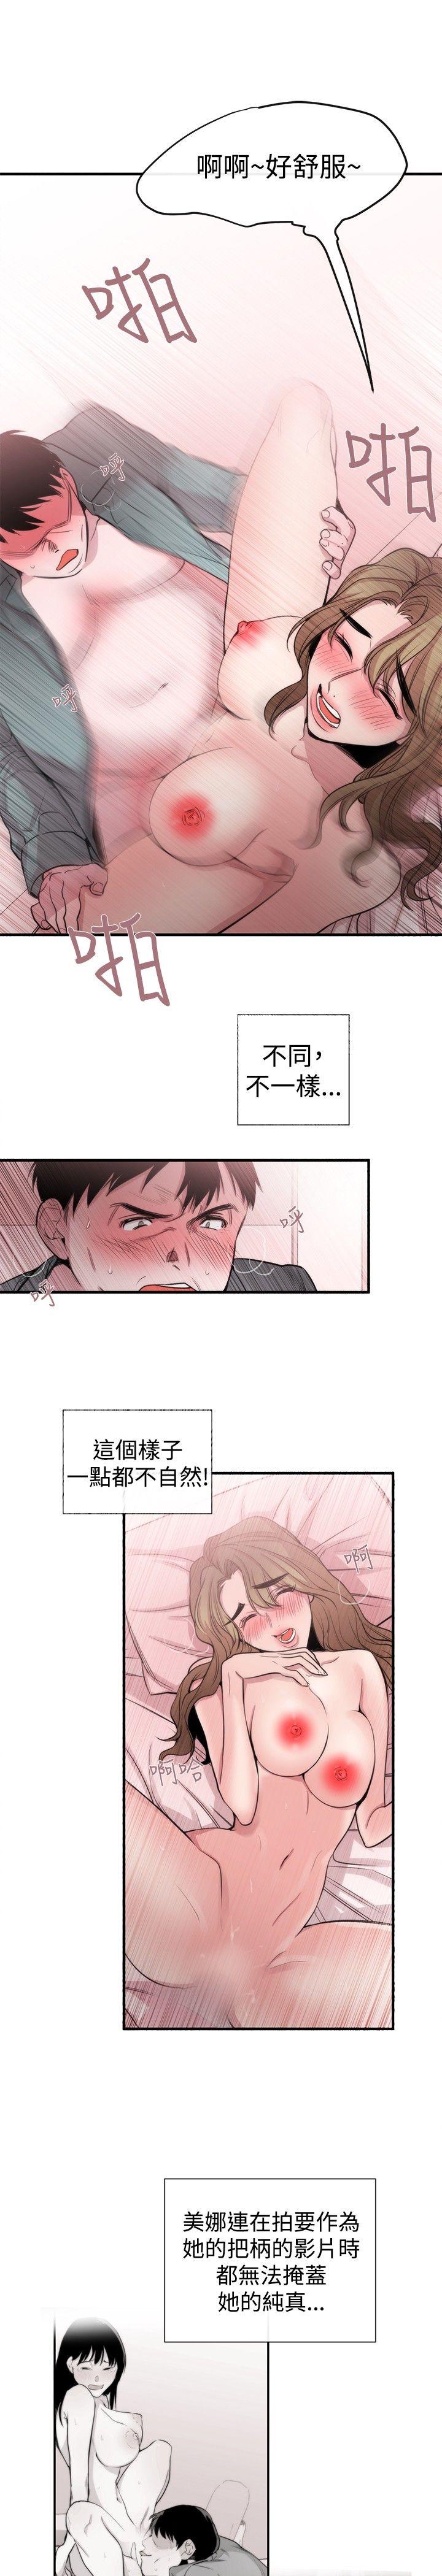 啊啊~好舒服~
啪
啪
呼
呼
啪
不同，
不一樣...
呼
呼
這個樣子
一點都不自然!
啊
啊哈
美娜連在拍要作為
她的把柄的影片時
都無法掩蓋
她的純真...